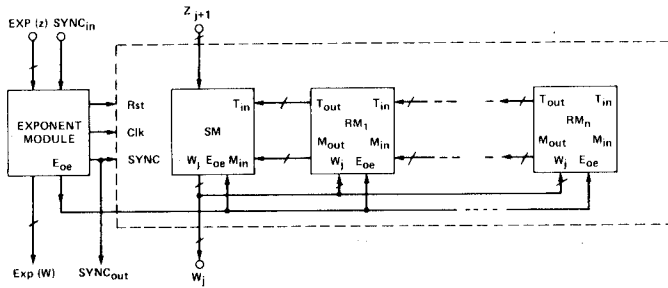 EXP (z) SYNCin
Zj+1
EXPONENT
MODULE
Eoe
Rst
Clk
SYNC
Tin
SM
Wj Eoe Min
Tout Tin
RM1
Mout Min
Wj Eoe
Tout Tin
RMn
Mout Min
Wj Eoe
Exp (W) SYNCout
Wj